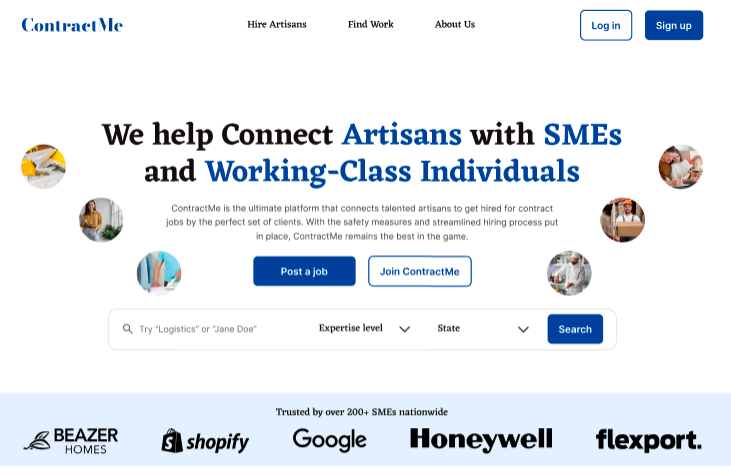 ContractMe
Hire Artisans
Find Work
About Us
Log in
Sign up
We help Connect Artisans with SMEs
and Working-Class Individuals
ContractMe is the ultimate platform that connects talented artisans to get hired for contract
jobs by the perfect set of clients. With the safety measures and streamlined hiring process put
in place, ContractMe remains the best in the game.
Post a job
Join ContractMe
Try “Logistics” or “Jane Doe”
Expertise level
State
Search
Trusted by over 200+ SMEs nationwide
BEAZER
HOMES
shopify
Google
Honeywell
flexport.